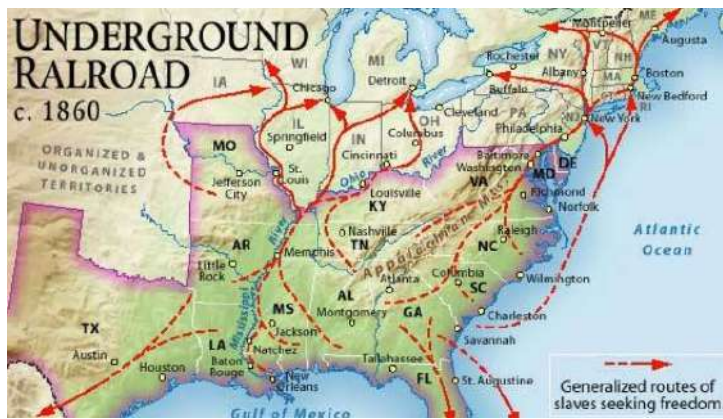 UNDERGROUND
RALROAD
c. 1860
ORGANIZED &
UNORGANIZED
TERRITORIES
IA
WI
MI
Chicago
Detroit
IL
Springfield
IN
OH
Columbus
Cincinnati
Cleveland
Rochester
Buffalo
NY
Albany
Montpelier
VT
NH
ME
Augusta
MA
Boston
New Bedford
CT
RI
PA
NJ
New York
Philadelphia
MO
Jefferson
City
St.
Louis
Ohio
River
Louisville
KY
VA
Baltimore
Washington
MD
DE
Richmond
Norfolk
Nashville
TN
Appalachian Mts.
NC
Raleigh
Wilmington
Columbia
SC
Charleston
Savannah
Atlanta
GA
AL
Montgomery
MS
Jackson
Natchez
Mississippi
River
Memphis
AR
Little
Rock
TX
Austin
Houston
LA
Baton
Rouge
New
Orleans
Tallahassee
FL
St. Augustine
Gulf of Mexico
Atlantic
Ocean
Generalized routes of
slaves seeking freedom